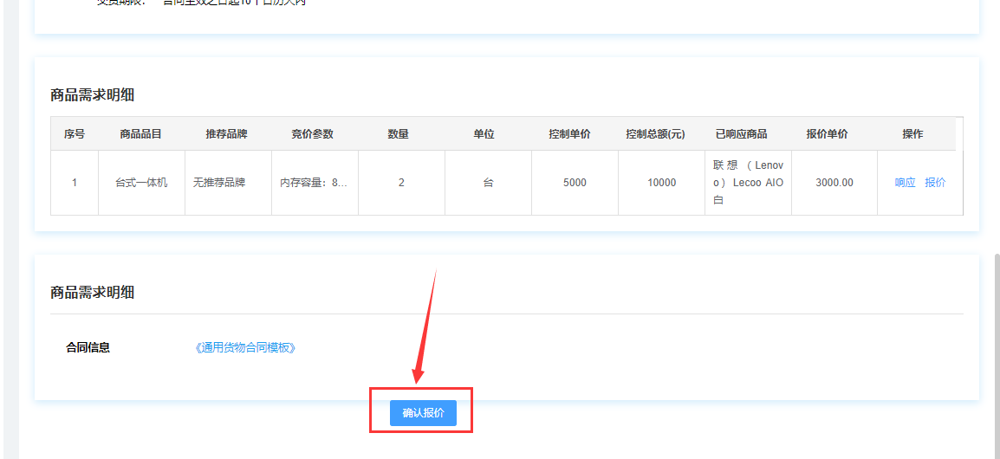 交货期限: 合同生效之日起10个日历天内
商品需求明细
序号 商品品目 推荐品牌 竞价参数 数量 单位 控制单价 控制总额(元) 已响应商品 报价单价 操作
1 台式一体机 无推荐品牌 内存容量: 8... 2 台 5000 10000 联想（Lenov
o）Lecoo AIO
白 3000.00 响应 报价
商品需求明细
合同信息 《通用货物合同模板》
确认报价